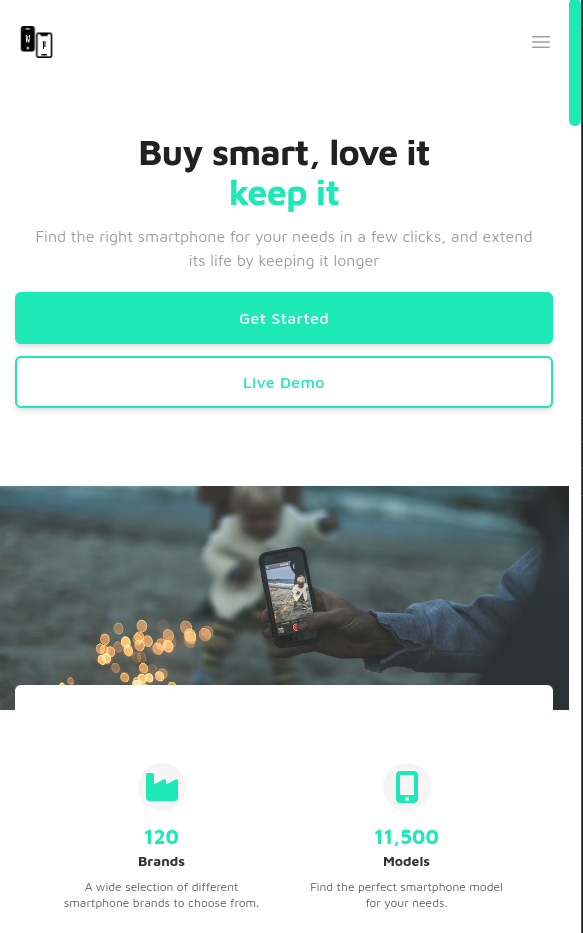 Buy smart, love it
keep it
Find the right smartphone for your needs in a few clicks, and extend
its life by keeping it longer
Get Started
Live Demo
120
Brands
A wide selection of different
smartphone brands to choose from.
11,500
Models
Find the perfect smartphone model
for your needs.